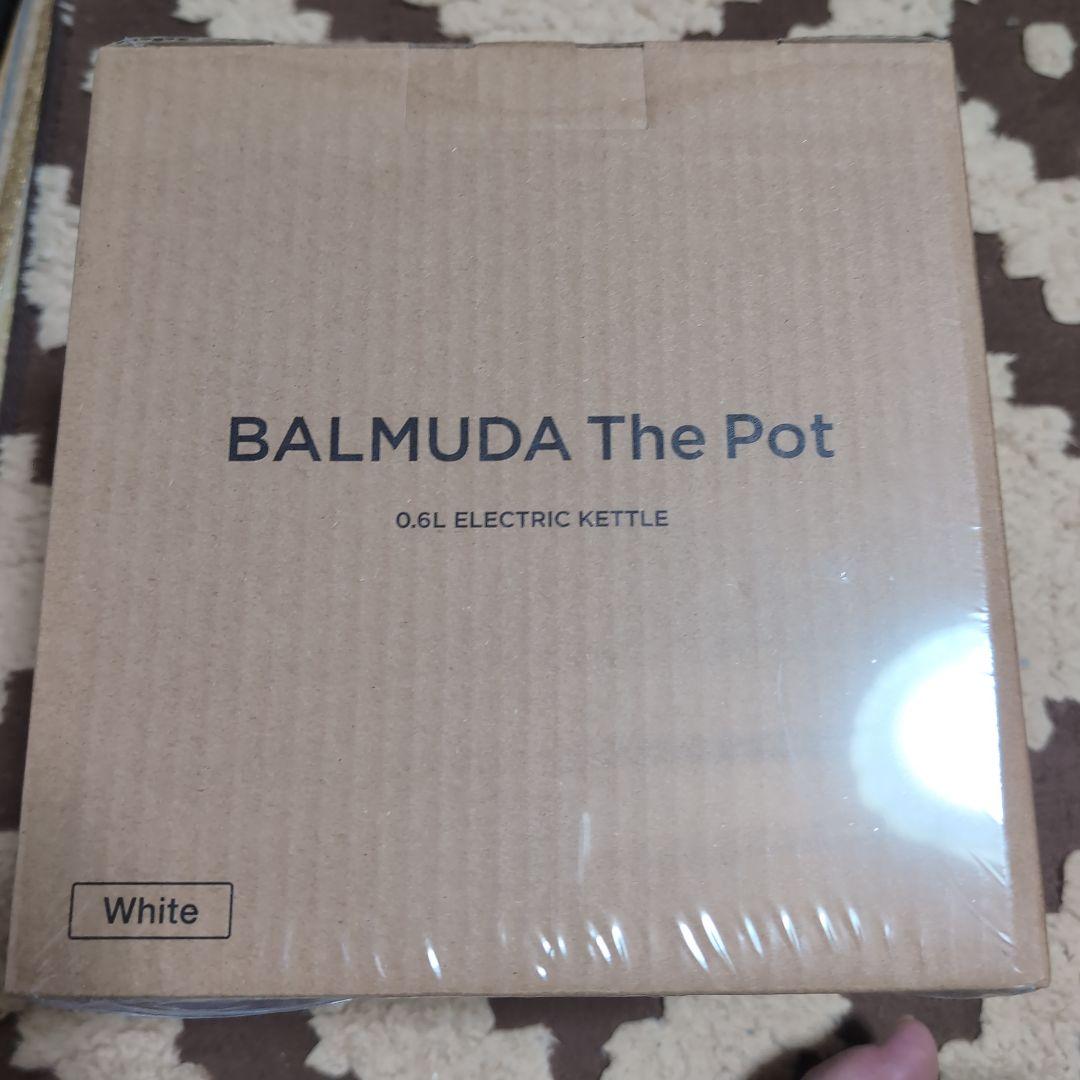 BALMUDA The Pot
0.6L ELECTRIC KETTLE
White